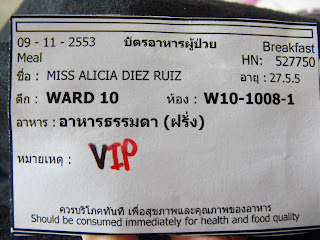 09 - 11 - 2553 บัตรอาหารผู้ป่วย Breakfast
Meal HN: 527750
ชื่อ : MISS ALICIA DIEZ RUIZ อายุ : 27.5.5
ตึก : WARD 10 ห้อง : W10-1008-1
อาหาร : อาหารธรรมดา (ฝรั่ง)
หมายเหตุ : VIP
ควรบริโภคทันที เพื่อสุขภาพและคุณภาพของอาหาร
Should be consumed immediately for health and food quality